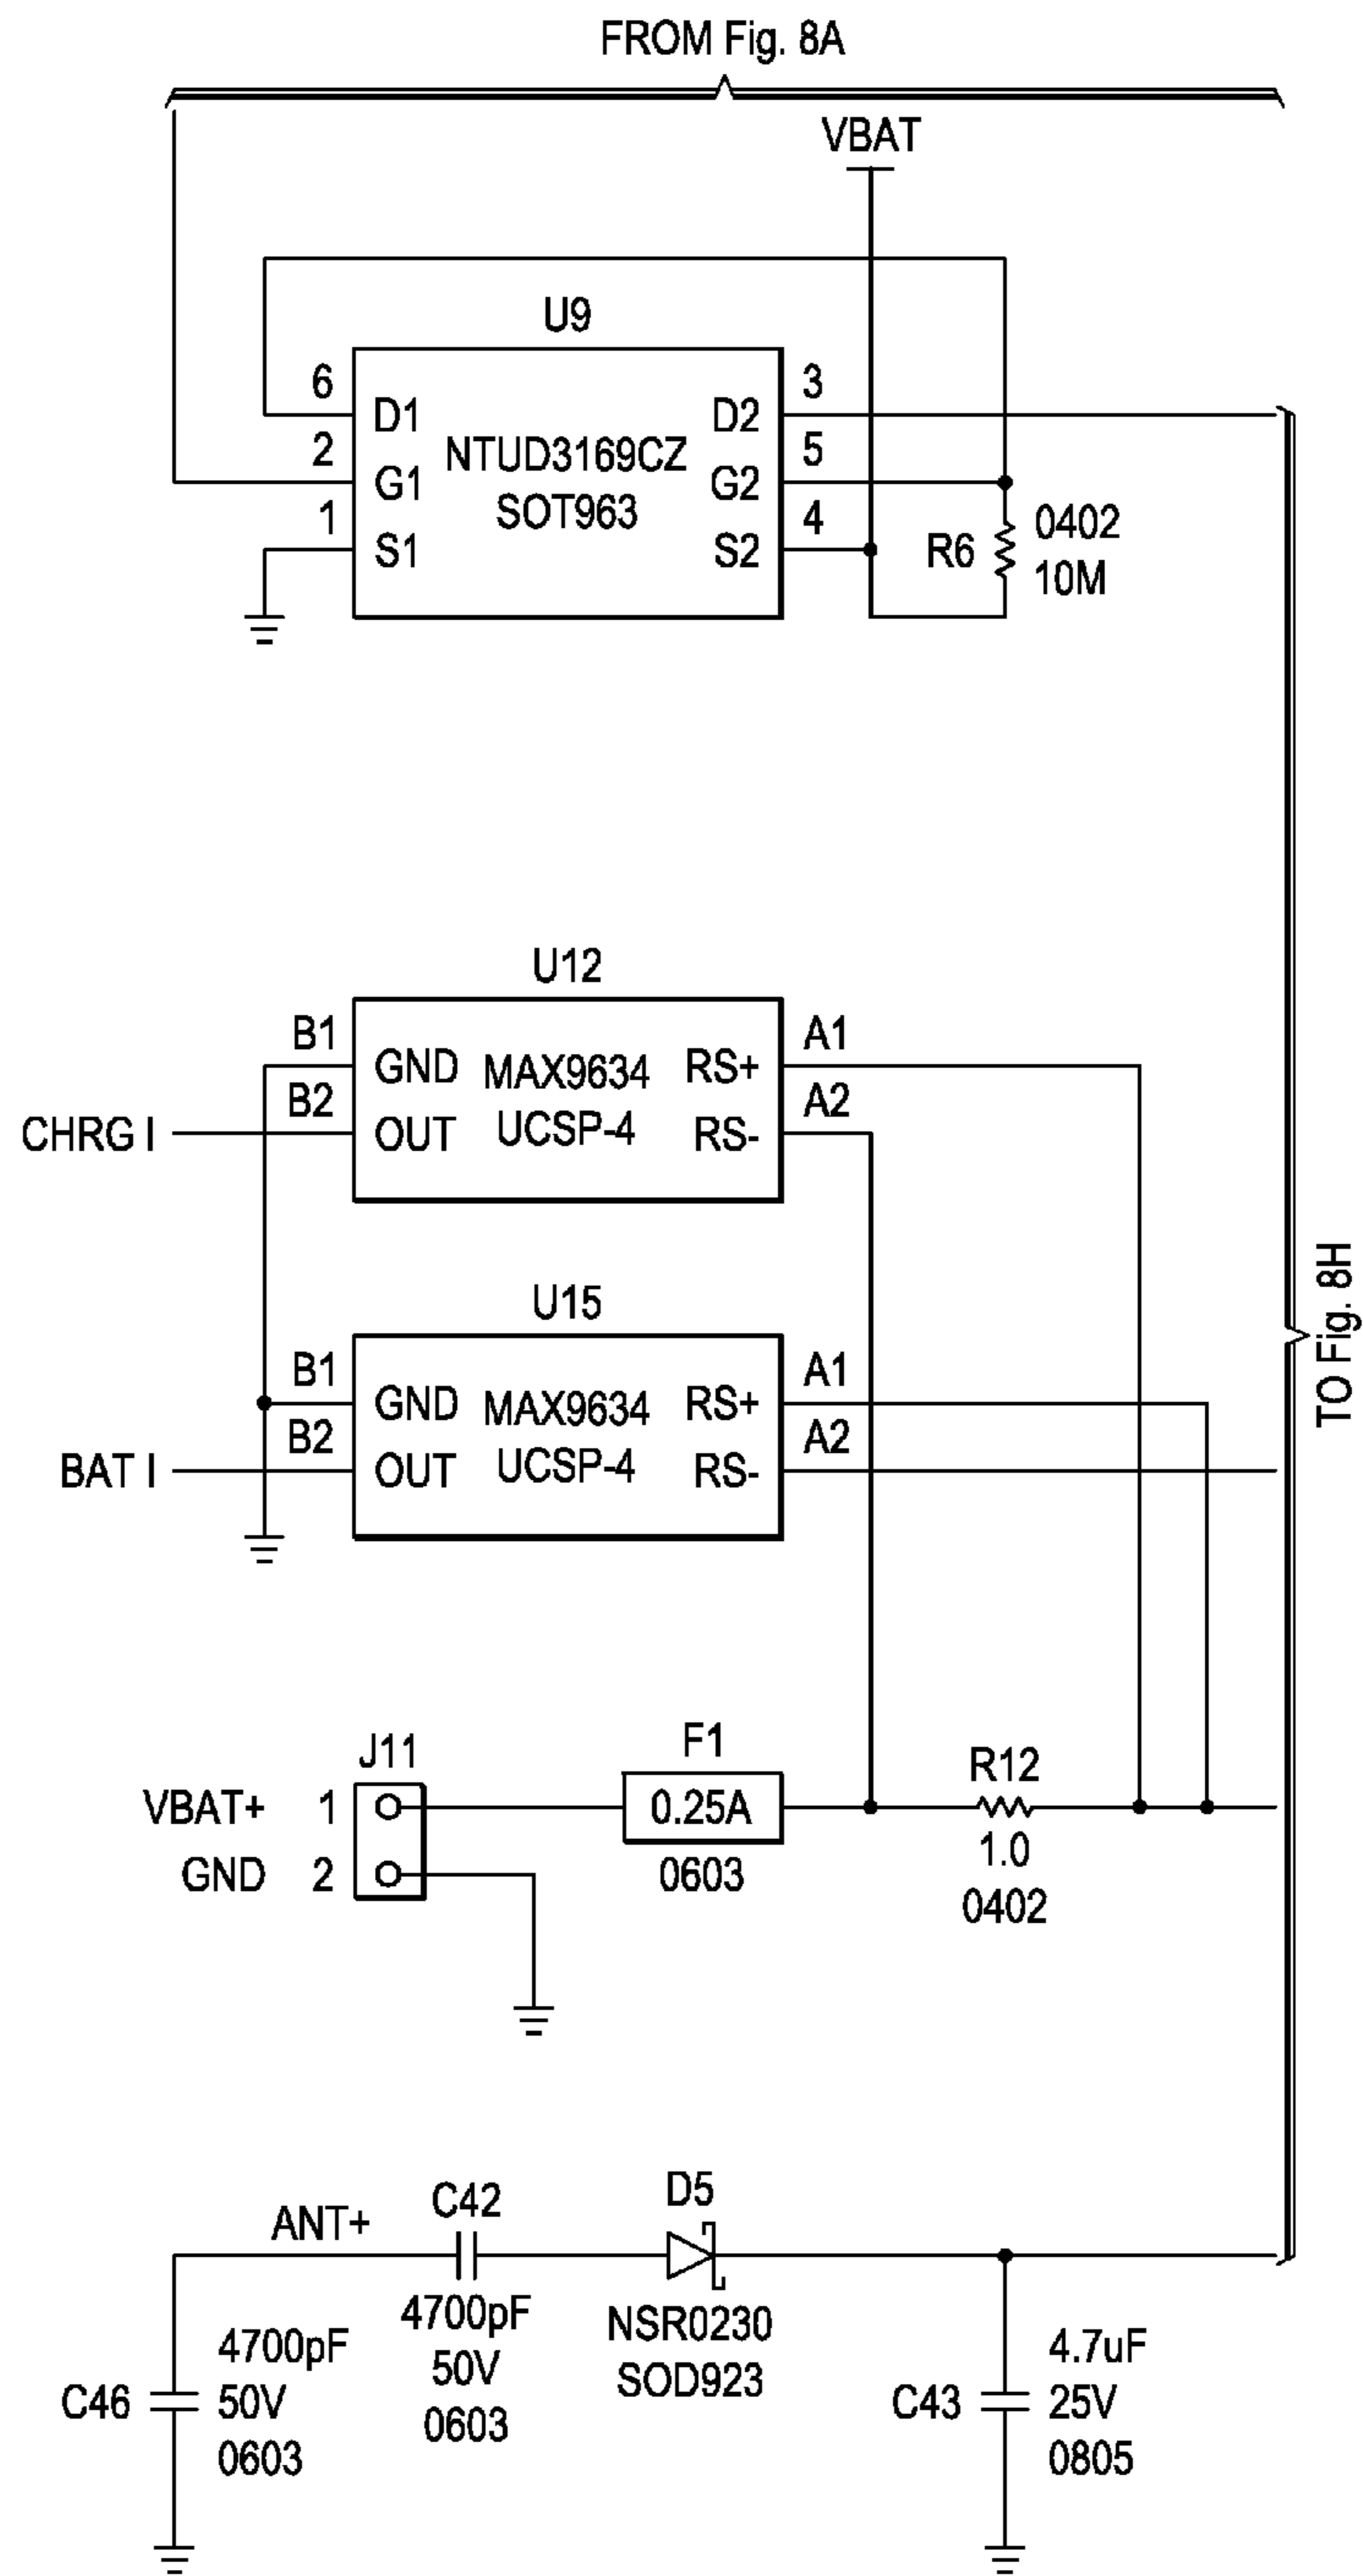 FROM Fig. 8A
VBAT
U9
6
D1
D2
3
2
G1
NTUD3169CZ
G2
5
1
S1
SOT963
S2
4
R6
0402
10M
U12
B1
GND
MAX9634
RS+
A1
CHRG I
B2
OUT
UCSP-4
RS-
A2
TO Fig. 8H
U15
B1
GND
MAX9634
RS+
A1
BAT I
B2
OUT
UCSP-4
RS-
A2
J11
VBAT+
1
GND
2
F1
0.25A
0603
R12
1.0
0402
ANT+
C42
4700pF
50V
0603
D5
NSR0230
SOD923
C46
4700pF
50V
0603
C43
4.7uF
25V
0805